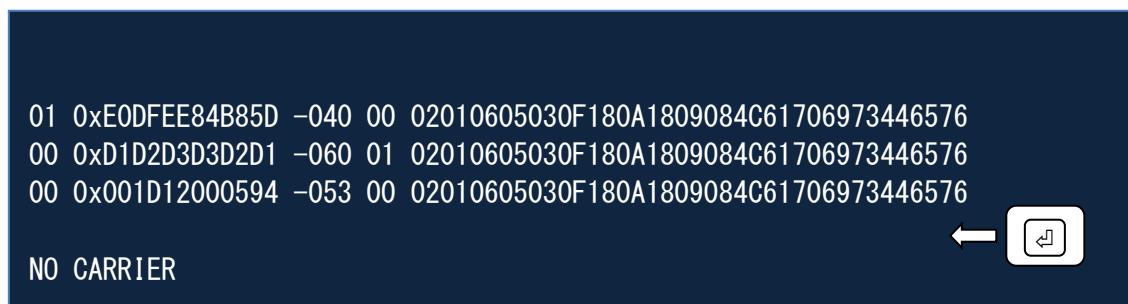 01 0xE0DFEE84B85D -040 00 02010605030F180A1809084C61706973446576
00 0xD1D2D3D3D2D1 -060 01 02010605030F180A1809084C61706973446576
00 0x001D12000594 -053 00 02010605030F180A1809084C61706973446576
NO CARRIER